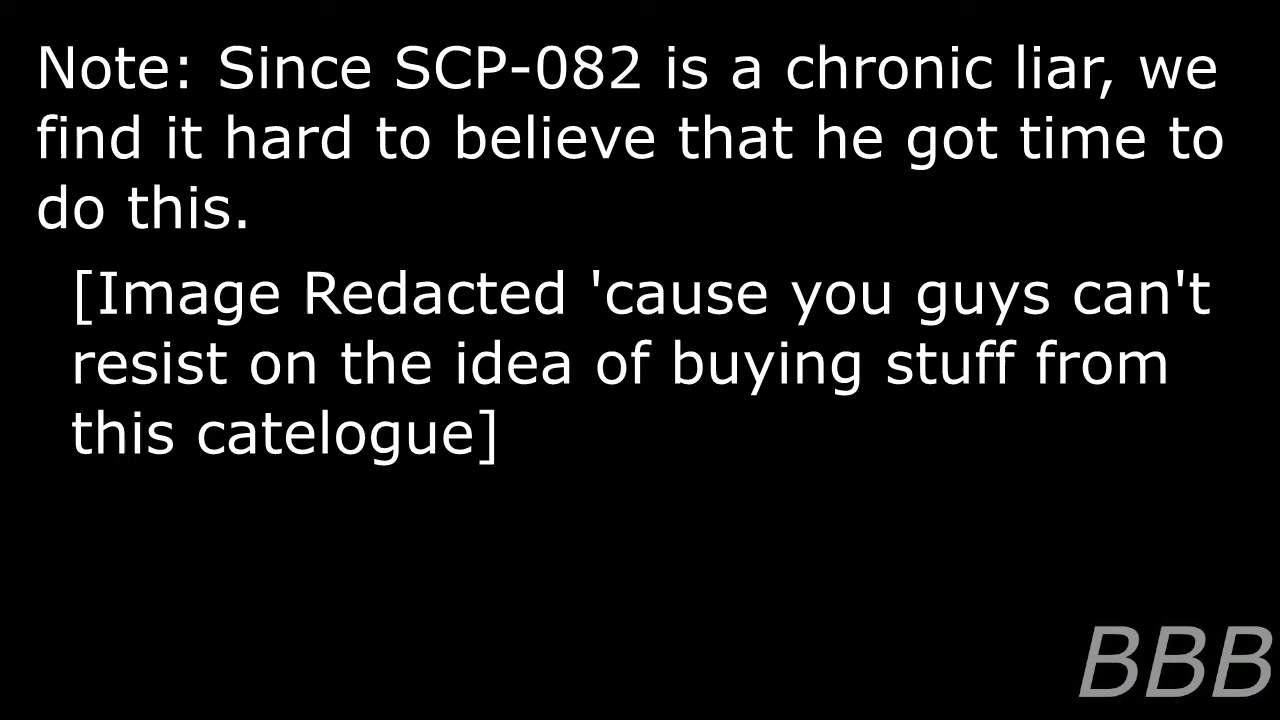 Note: Since SCP-082 is a chronic liar, we
find it hard to believe that he got time to
do this.
[Image Redacted 'cause you guys can't
resist on the idea of buying stuff from
this catelogue]
BBB